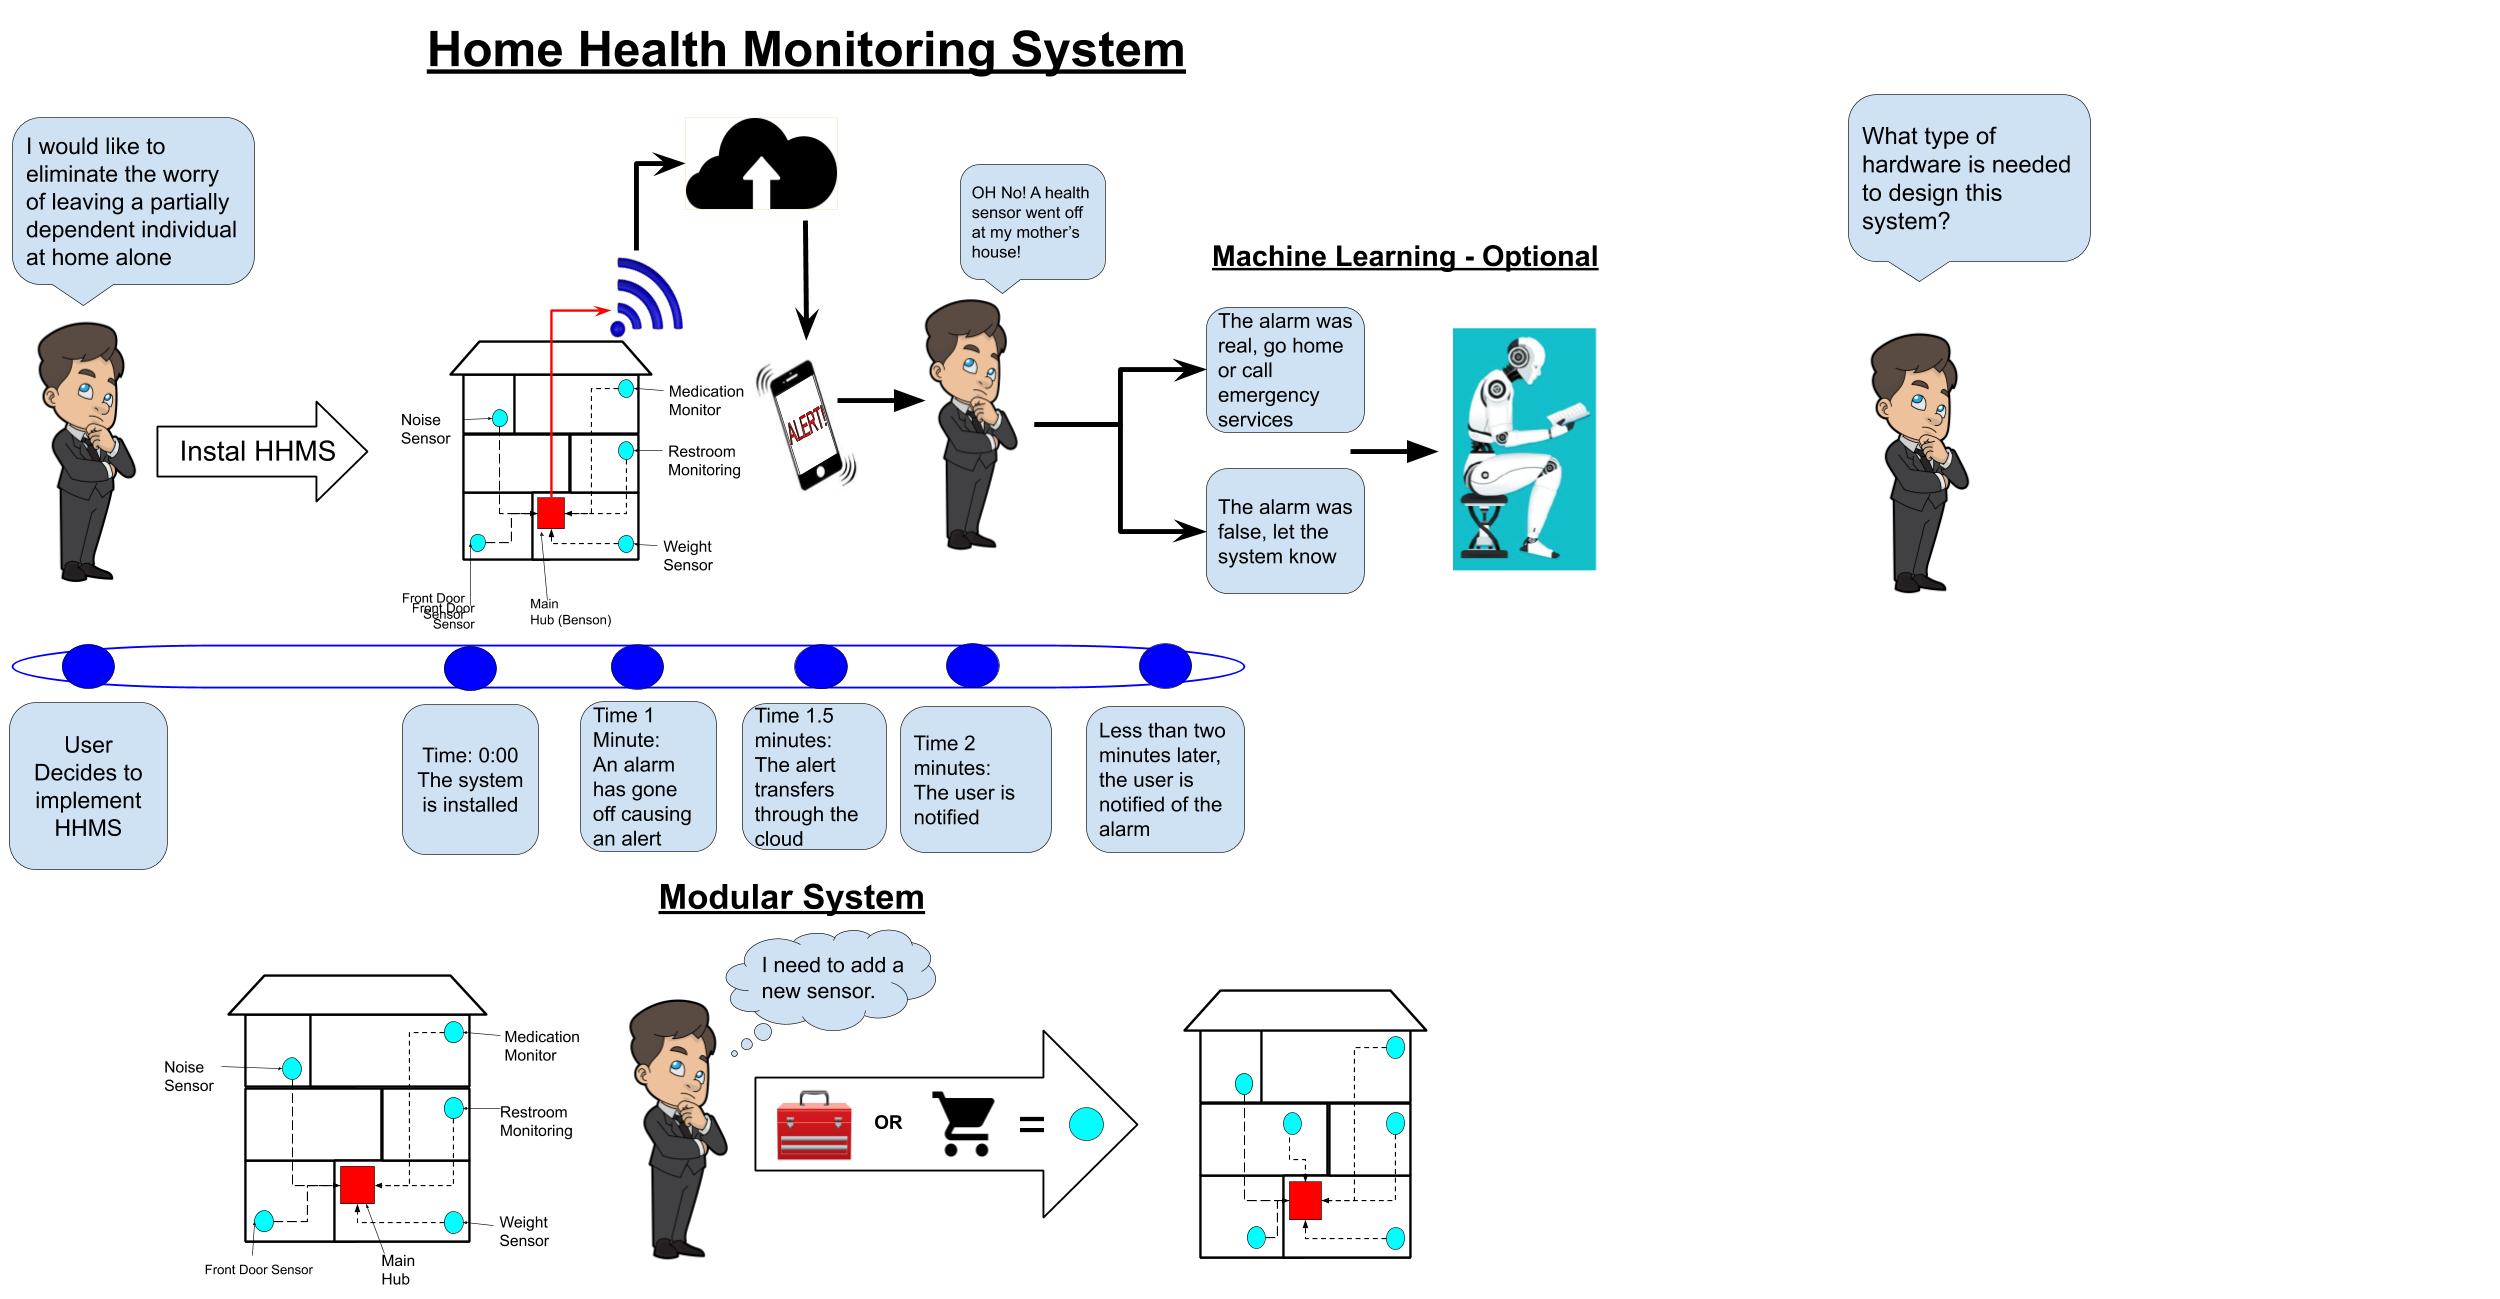 Home Health Monitoring System
I would like to
eliminate the worry
of leaving a partially
dependent individual
at home alone
What type of
hardware is needed
to design this
system?
OH No! A health
sensor went off
at my mother's
house!
Machine Learning - Optional
The alarm was
real, go home
or call
emergency
services
The alarm was
false, let the
system know
Instal HHMS
Noise
Sensor
Medication
Monitor
Restroom
Monitoring
Weight
Sensor
ALERT!
Front Door
Sensor
Front Door
Sensor
Main
Hub (Benson)
User
Decides to
implement
HHMS
Time: 0:00
The system
is installed
Time 1
Minute:
An alarm
has gone
off causing
an alert
Time 1.5
minutes:
The alert
transfers
through the
cloud
Time 2
minutes:
The user is
notified
Less than two
minutes later,
the user is
notified of the
alarm
Modular System
I need to add a
new sensor.
Noise
Sensor
Medication
Monitor
Restroom
Monitoring
Weight
Sensor
Front Door Sensor
Main
Hub
OR
=